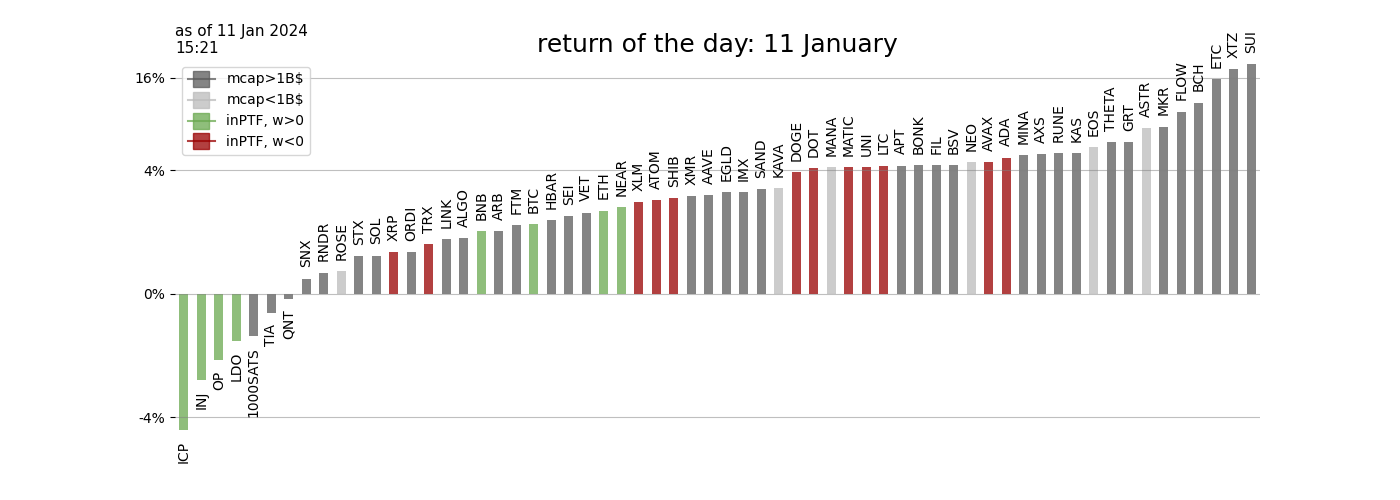 as of 11 Jan 2024
15:21
return of the day: 11 January
mcap>1B$
mcap<1B$
inPTF, w>0
inPTF, w<0
16%
4%
0%
-4%
ICP
INJ
OP
LDO
1000SATS
TIA
QNT
SNX
RNDR
ROSE
STX
SOL
XRP
ORDI
TRX
LINK
ALGO
BNB
ARB
FTM
BTC
HBAR
SEI
VET
ETH
NEAR
XLM
ATOM
SHIB
XMR
AAVE
EGLD
IMX
SAND
KAVA
DOGE
DOT
MANA
MATIC
UNI
LTC
APT
BONK
FIL
BSV
NEO
AVAX
ADA
MINA
AXS
RUNE
KAS
EOS
THETA
GRT
ASTR
MKR
FLOW
BCH
ETC
XTZ
SUI